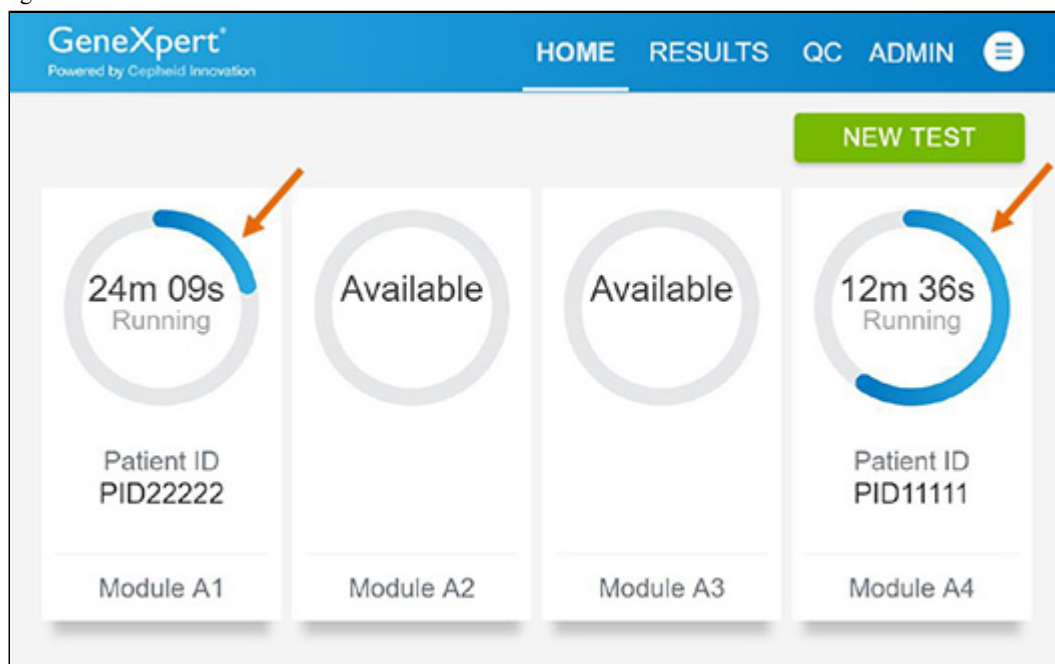 GeneXpert®
Powered by Cepheid Innovation
HOME RESULTS QC ADMIN
NEW TEST
24m 09s
Running
Patient ID
PID22222
Module A1
Available
Module A2
Available
Module A3
12m 36s
Running
Patient ID
PID11111
Module A4